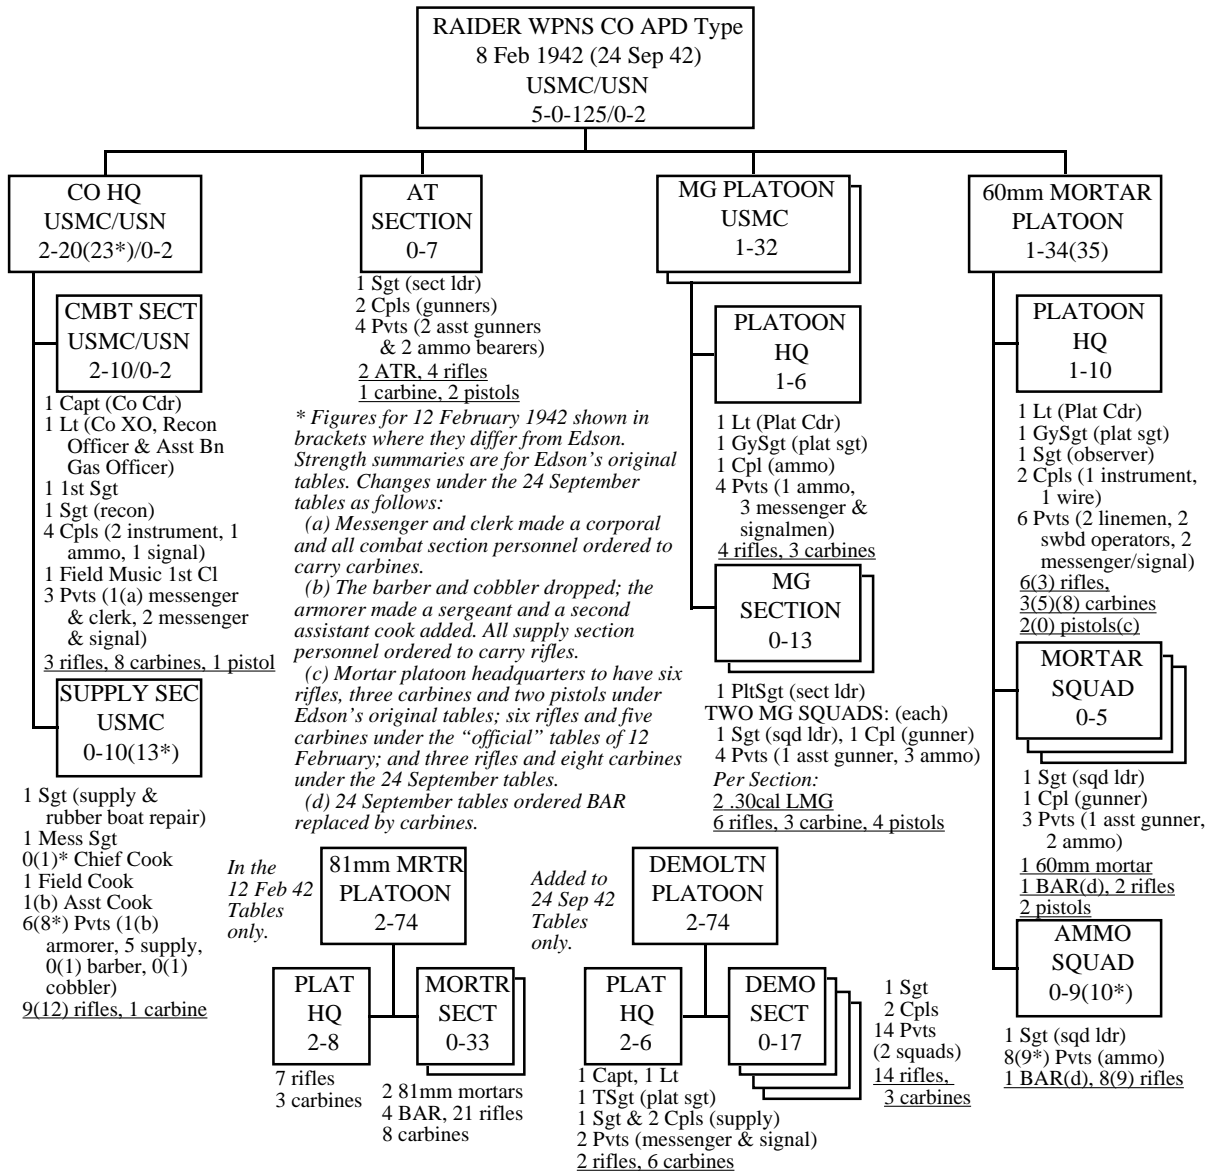 RAIDER WPNS CO APD Type
8 Feb 1942 (24 Sep 42)
USMC/USN
5-0-125/0-2
CO HQ
USMC/USN
2-20(23*)/0-2
CMBT SECT
USMC/USN
2-10/0-2
1 Capt (Co Cdr)
1 Lt (Co XO, Recon
Officer & Asst Bn
Gas Officer)
1 1st Sgt
1 Sgt (recon)
4 Cpls (2 instrument, 1
ammo, 1 signal)
1 Field Music 1st Cl
3 Pvts (1(a) messenger
& clerk, 2 messenger
& signal)
3 rifles, 8 carbines, 1 pistol
SUPPLY SEC
USMC
0-10(13*)
1 Sgt (supply &
rubber boat repair)
1 Mess Sgt
0(1)* Chief Cook
1 Field Cook
1(b) Asst Cook
6(8*) Pvts (1(b)
armorer, 5 supply,
0(1) barber, 0(1)
cobbler)
9(12) rifles, 1 carbine
AT
SECTION
0-7
1 Sgt (sect ldr)
2 Cpls (gunners)
4 Pvts (2 asst gunners
& 2 ammo bearers)
2 ATR, 4 rifles
1 carbine, 2 pistols
* Figures for 12 February 1942 shown in
brackets where they differ from Edson.
Strength summaries are for Edson's original
tables. Changes under the 24 September
tables as follows:
(a) Messenger and clerk made a corporal
and all combat section personnel ordered to
carry carbines.
(b) The barber and cobbler dropped; the
armorer made a sergeant and a second
assistant cook added. All supply section
personnel ordered to carry rifles.
(c) Mortar platoon headquarters to have six
rifles, three carbines and two pistols under
Edson's original tables; six rifles and five
carbines under the “official” tables of 12
February; and three rifles and eight carbines
under the 24 September tables.
(d) 24 September tables ordered BAR
replaced by carbines.
MG PLATOON
USMC
1-32
PLATOON
HQ
1-6
1 Lt (Plat Cdr)
1 GySgt (plat sgt)
1 Cpl (ammo)
4 Pvts (1 ammo,
3 messenger &
signalmen)
4 rifles, 3 carbines
MG
SECTION
0-13
1 PltSgt (sect ldr)
TWO MG SQUADS: (each)
1 Sgt (sqd ldr), 1 Cpl (gunner)
4 Pvts (1 asst gunner, 3 ammo)
Per Section:
2 .30cal LMG
6 rifles, 3 carbine, 4 pistols
60mm MORTAR
PLATOON
1-34(35)
PLATOON
HQ
1-10
1 Lt (Plat Cdr)
1 GySgt (plat sgt)
1 Sgt (observer)
2 Cpls (1 instrument,
1 wire)
6 Pvts (2 linemen, 2
swbd operators, 2
messenger/signal)
6(3) rifles,
3(5)(8) carbines
2(0) pistols(c)
MORTAR
SQUAD
0-5
1 Sgt (sqd ldr)
1 Cpl (gunner)
3 Pvts (1 asst gunner,
2 ammo)
1 60mm mortar
1 BAR(d), 2 rifles
2 pistols
AMMO
SQUAD
0-9(10*)
1 Sgt (sqd ldr)
8(9*) Pvts (ammo)
1 BAR(d), 8(9) rifles
In the
12 Feb 42
Tables
only.
81mm MRTR
PLATOON
2-74
PLAT
HQ
2-8
7 rifles
3 carbines
MORTR
SECT
0-33
2 81mm mortars
4 BAR, 21 rifles
8 carbines
Added to
24 Sep 42
Tables
only.
DEMOLTN
PLATOON
2-74
PLAT
HQ
2-6
1 Capt, 1 Lt
1 TSgt (plat sgt)
1 Sgt & 2 Cpls (supply)
2 Pvts (messenger & signal)
2 rifles, 6 carbines
DEMO
SECT
0-17
1 Sgt
2 Cpls
14 Pvts
(2 squads)
14 rifles,
3 carbines